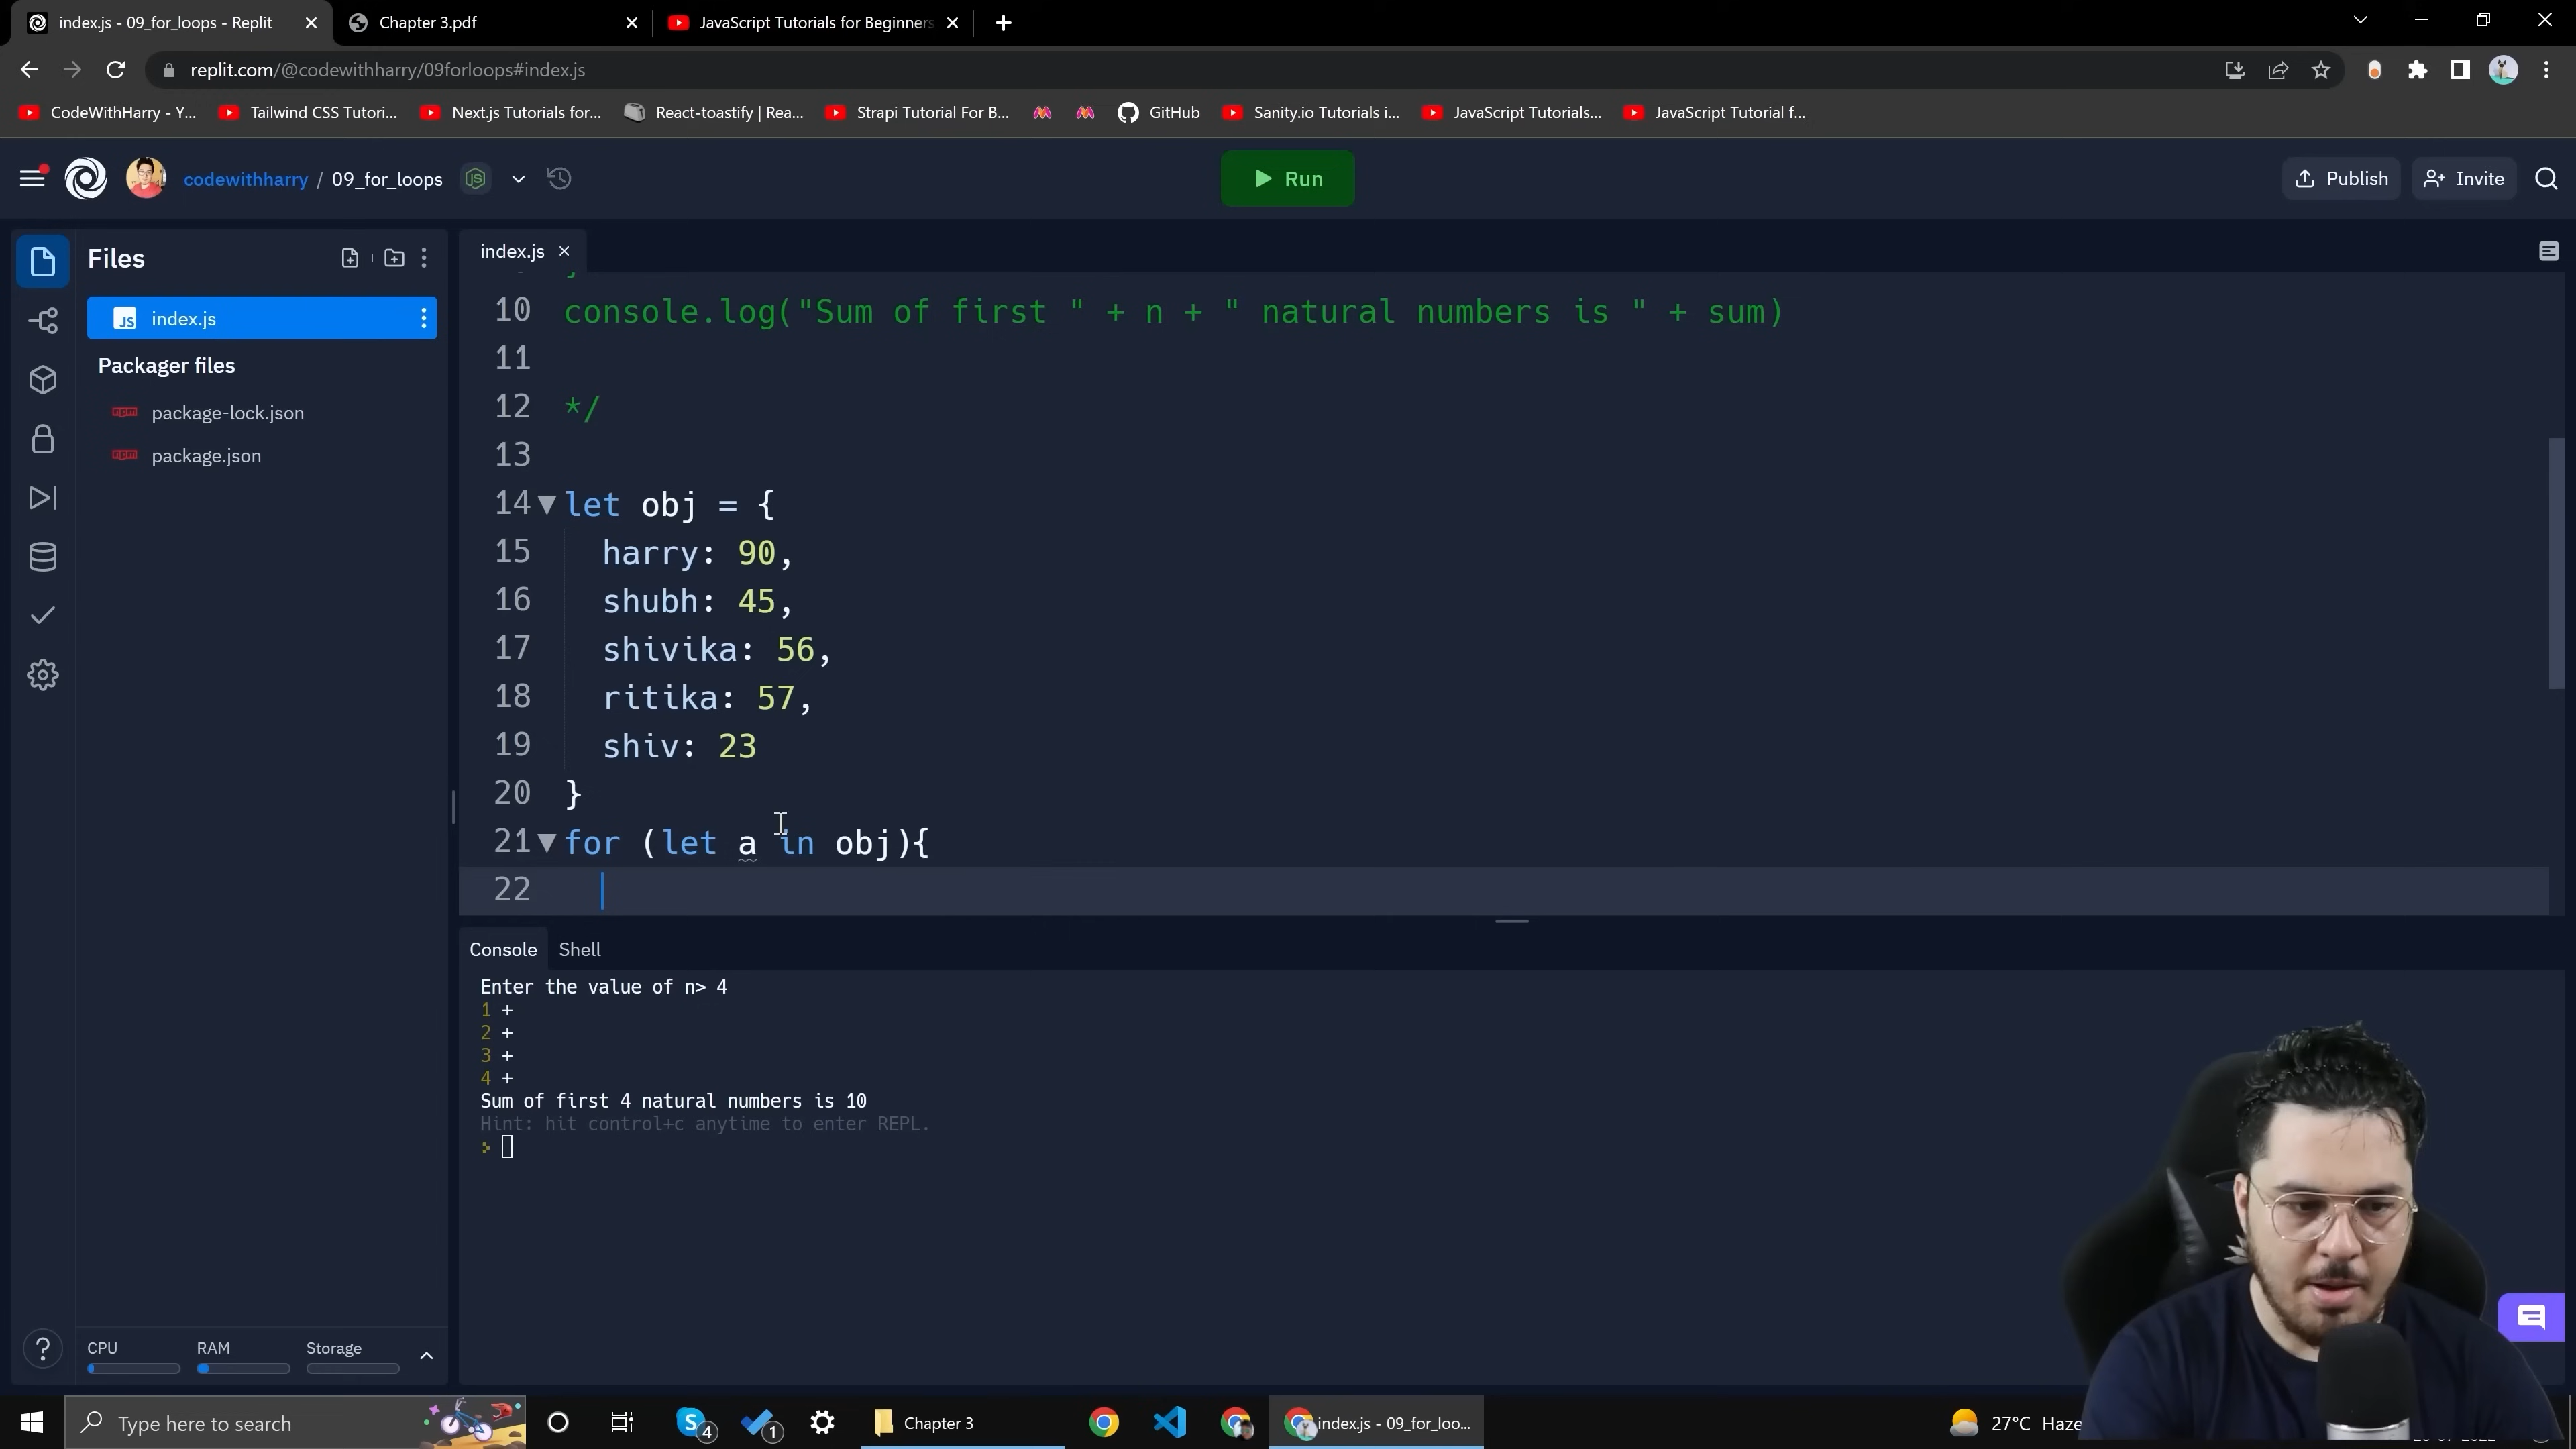 index.js - 09_for_loops - Replit
Chapter 3.pdf
JavaScript Tutorials for Beginners
replit.com/@codewithharry/09forloops#index.js
CodeWithHarry - Y...
Tailwind CSS Tutori...
Next.js Tutorials for...
React-toastify | Rea...
Strapi Tutorial For B...
GitHub
Sanity.io Tutorials i...
JavaScript Tutorials...
JavaScript Tutorial f...
codewithharry / 09_for_loops
Run
Publish
Invite
Files
index.js
Packager files
package-lock.json
package.json
index.js
10 console.log("Sum of first " + n + " natural numbers is " + sum)
11
12 */
13
14 let obj = {
15 harry: 90,
16 shubh: 45,
17 shivika: 56,
18 ritika: 57,
19 shiv: 23
20 }
21 for (let a in obj){
22
Console Shell
Enter the value of n> 4
1 +
2 +
3 +
4 +
Sum of first 4 natural numbers is 10
Hint: hit control+c anytime to enter REPL.
CPU
RAM
Storage
Type here to search
4
1
Chapter 3
index.js - 09_for_loo...
27°C Haze